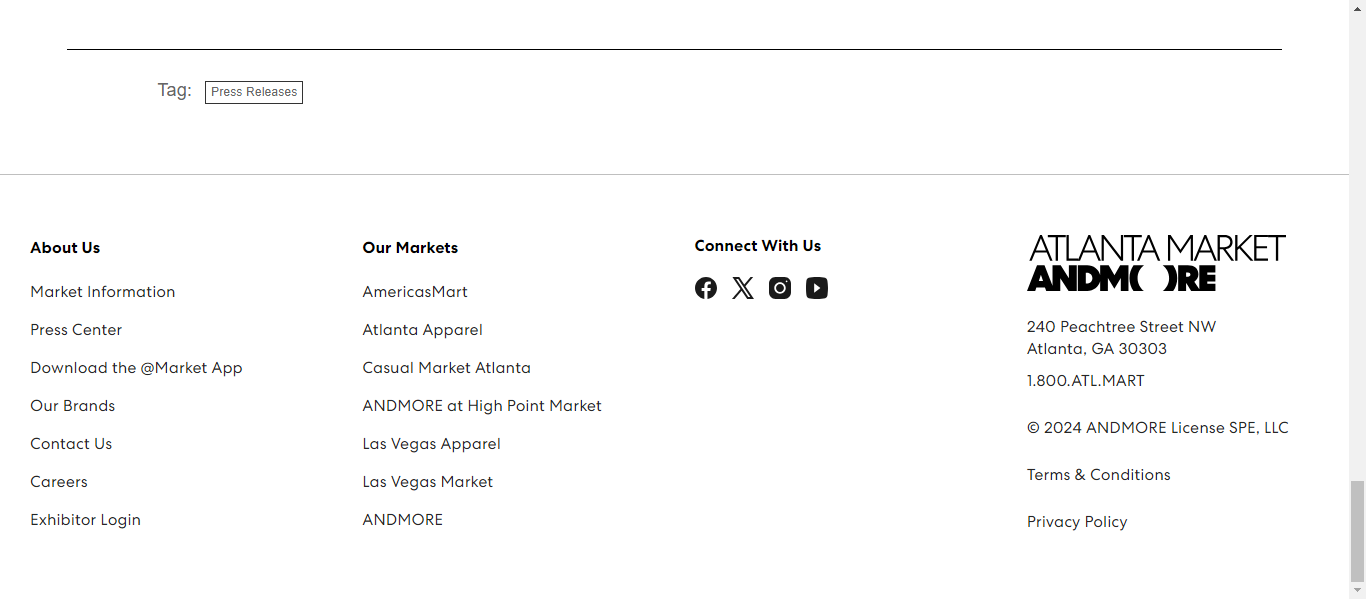 Tag: Press Releases
About Us
Market Information
Press Center
Download the @Market App
Our Brands
Contact Us
Careers
Exhibitor Login
Our Markets
AmericasMart
Atlanta Apparel
Casual Market Atlanta
ANDMORE at High Point Market
Las Vegas Apparel
Las Vegas Market
ANDMORE
Connect With Us
ATLANTA MARKET
ANDM( )RE
240 Peachtree Street NW
Atlanta, GA 30303
1.800.ATL.MART
© 2024 ANDMORE License SPE, LLC
Terms & Conditions
Privacy Policy